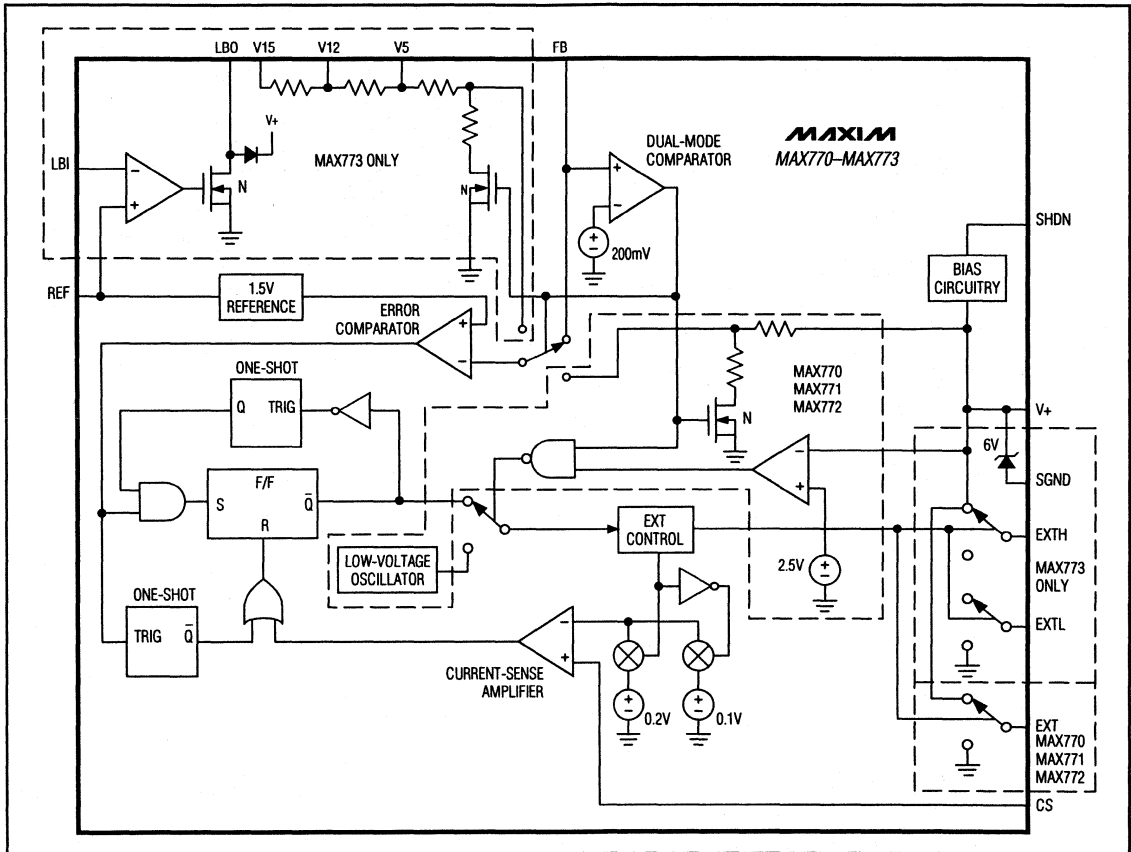 LBO V15 V12 V5 FB
V+
MAXIM
MAX770–MAX773
DUAL-MODE
COMPARATOR
LBI
MAX773 ONLY
–
+
N
N
+
–
+
–
200mV
SHDN
BIAS
CIRCUITRY
REF
1.5V
REFERENCE
ERROR
COMPARATOR
+
–
ONE-SHOT
Q TRIG
MAX770
MAX771
MAX772
N
V+
6V
SGND
F/F
S Q
R
–
+
EXT
CONTROL
EXTH
LOW-VOLTAGE
OSCILLATOR
2.5V
+
–
MAX773
ONLY
ONE-SHOT
TRIG Q
EXTL
–
+
CURRENT-SENSE
AMPLIFIER
+
–
0.2V
+
–
0.1V
EXT
MAX770
MAX771
MAX772
CS